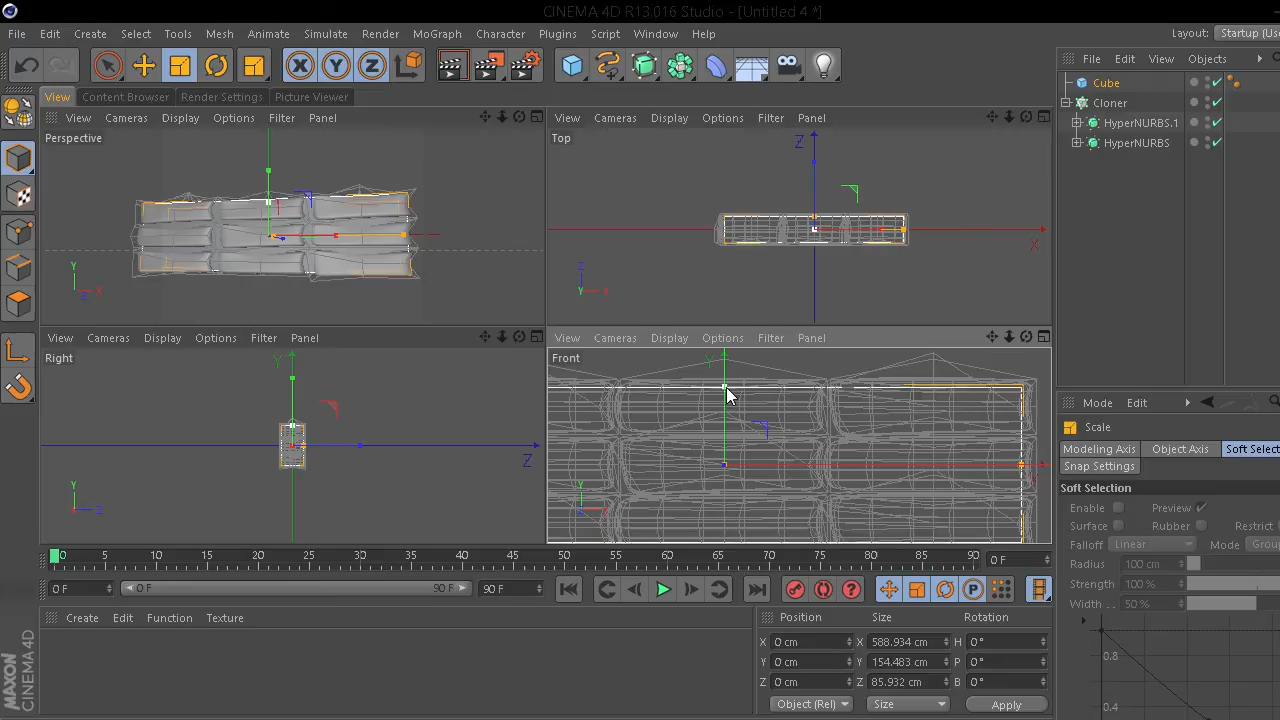 CINEMA 4D R13.016 Studio - [Untitled 4 *]
File Edit Create Select Tools Mesh Animate Simulate Render MoGraph Character Plugins Script Window Help
Layout: Startup (Use
View Content Browser Render Settings Picture Viewer
File Edit View Objects
View Cameras Display Options Filter Panel
View Cameras Display Options Filter Panel
Perspective
Top
Cube
Cloner
HyperNURBS.1
HyperNURBS
Z
X
Y
X
Z
Z
Y
X
View Cameras Display Options Filter Panel
View Cameras Display Options Filter Panel
Right
Front
Y
Z
Y
Z
Y
Y
Z
Mode Edit
Scale
Modeling Axis Object Axis Soft Select
Snap Settings
Soft Selection
Enable Preview
Surface Rubber Restrict
Falloff Linear Mode Grou
Radius 100 cm
Strength 100 %
Width . . 50 %
0.8
0.4
0 5 10 15 20 25 30 35 40 45 50 55 60 65 70 75 80 85 90 0 F
0 F 0 F 90 F 90 F
P
Create Edit Function Texture
Position Size Rotation
X 0 cm X 588.934 cm H 0 °
Y 0 cm Y 154.483 cm P 0 °
Z 0 cm Z 85.932 cm B 0 °
Object (Rel) Size Apply
MAXON
CINEMA 4D